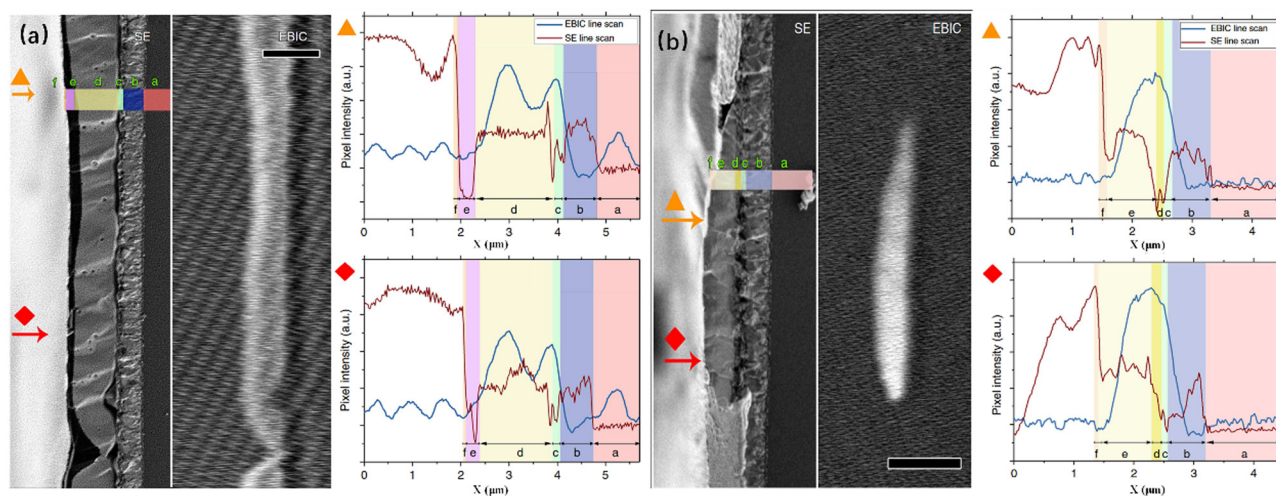 (a)
SE
EBIC
f e d c b a
EBIC line scan
SE line scan
Pixel intensity (a.u.)
f e d c b a
0 1 2 3 4 5
X (μm)
Pixel intensity (a.u.)
f e d c b a
0 1 2 3 4 5
X (μm)
(b)
SE
EBIC
f e d c b a
EBIC line scan
SE line scan
Pixel intensity (a.u.)
f e d c b a
0 1 2 3 4
X (μm)
Pixel intensity (a.u.)
f e d c b a
0 1 2 3 4
X (μm)